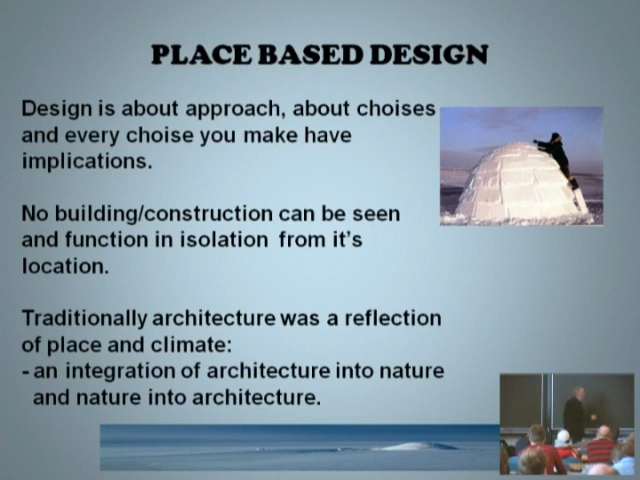 PLACE BASED DESIGN
Design is about approach, about choises
and every choise you make have
implications.
No building/construction can be seen
and function in isolation from it's
location.
Traditionally architecture was a reflection
of place and climate:
- an integration of architecture into nature
and nature into architecture.